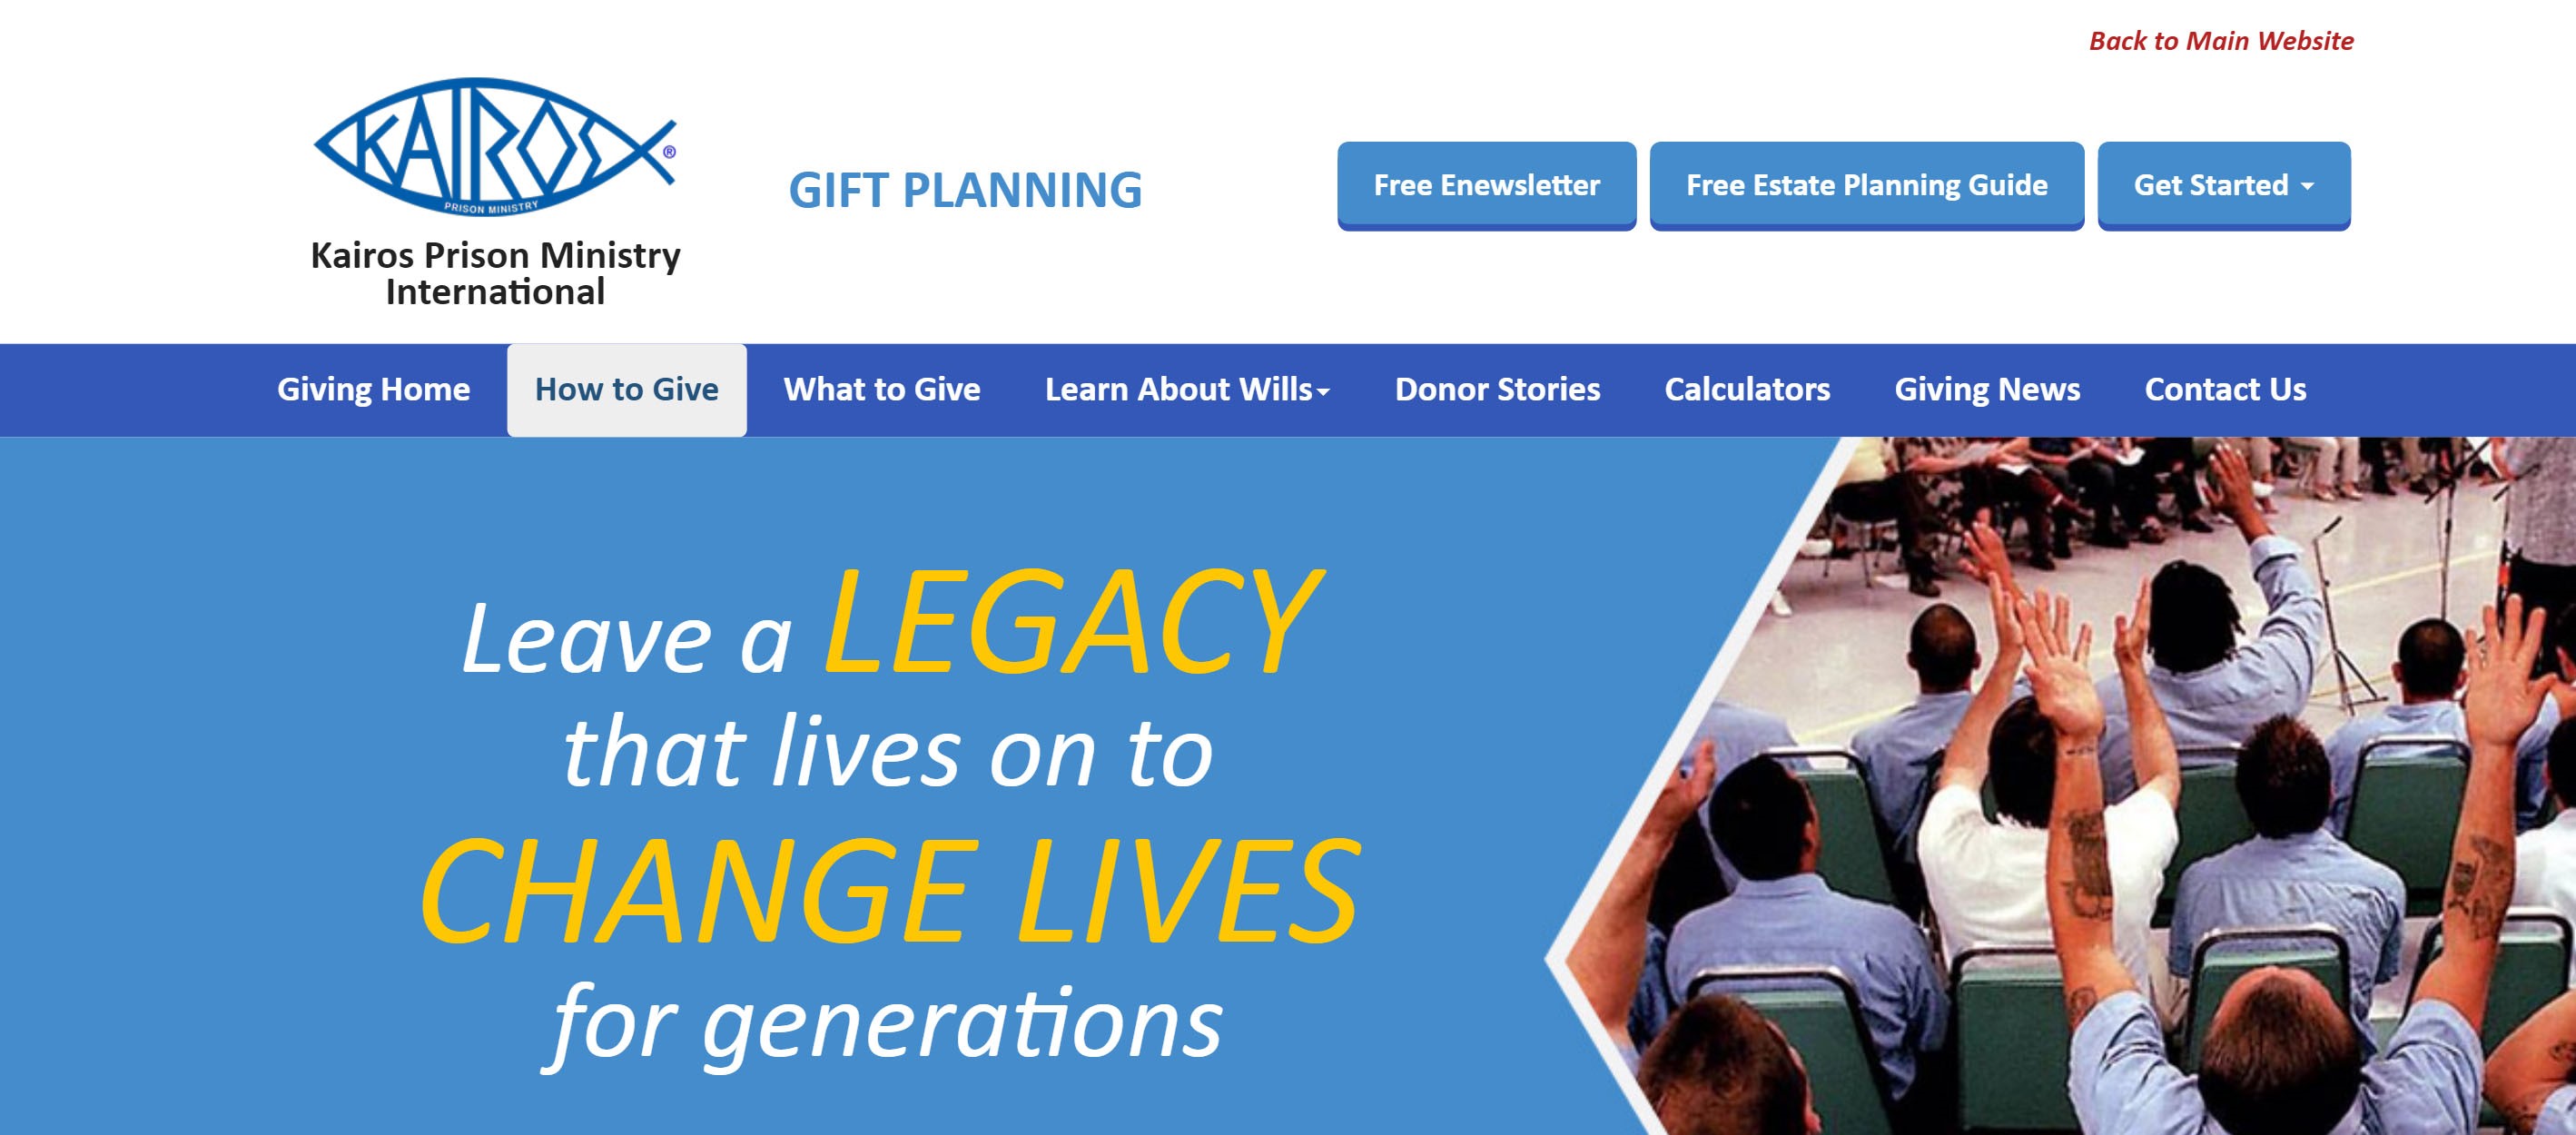 Back to Main Website
KAIROS®
PRISON MINISTRY
Kairos Prison Ministry
International
GIFT PLANNING
Free Enewsletter
Free Estate Planning Guide
Get Started
Giving Home
How to Give
What to Give
Learn About Wills
Donor Stories
Calculators
Giving News
Contact Us
Leave a LEGACY
that lives on to
CHANGE LIVES
for generations